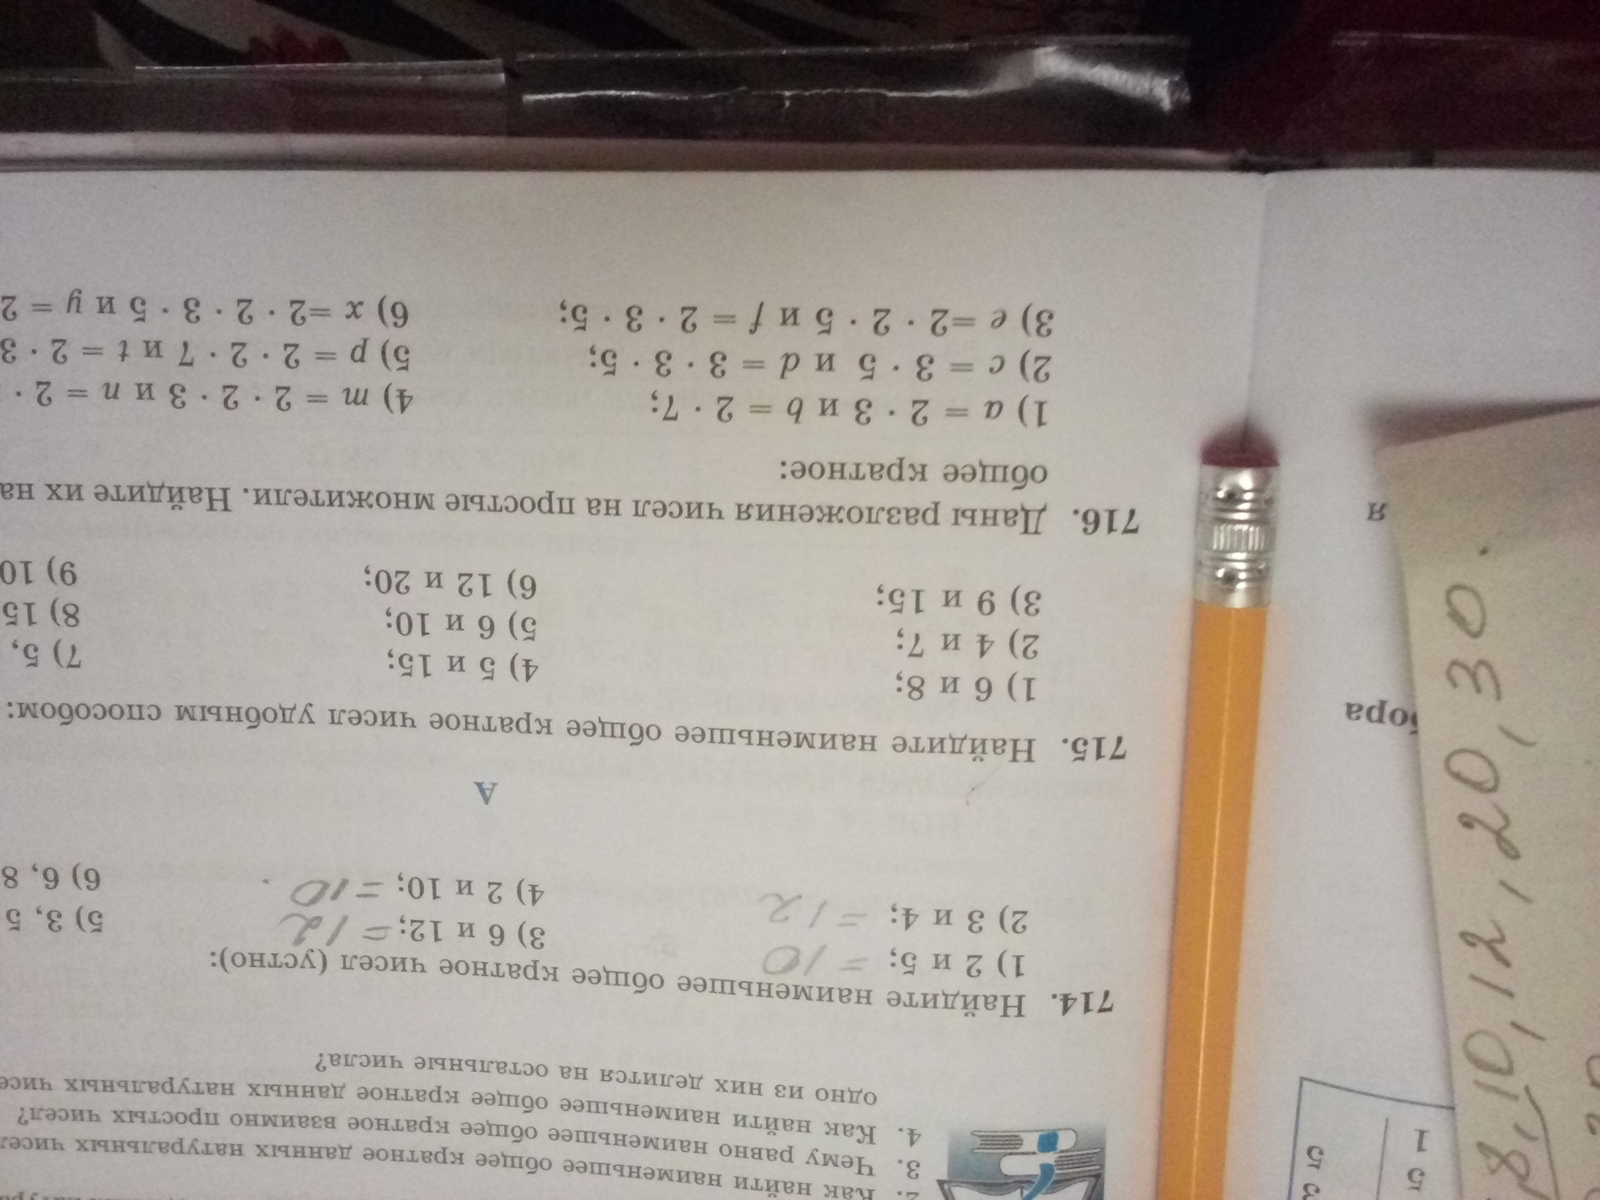 2. Как найти наименьшее общее кратное данных натуральных
3. Чему равно наименьшее общее кратное взаимно простых чисел?
4. Как найти наименьшее общее кратное данных натуральных
одно из них делится на остальные числа?
714. Найдите наименьшее общее кратное чисел (устно):
1) 2 и 5; = 10 3) 6 и 12; = 12 5) 3, 5
2) 3 и 4; = 12 4) 2 и 10; = 10 6) 6, 8
А
715. Найдите наименьшее общее кратное чисел удобным способом:
1) 6 и 8; 4) 5 и 15; 7) 5,
2) 4 и 7; 5) 6 и 10; 8) 15
3) 9 и 15; 6) 12 и 20; 9) 10
716. Даны разложения чисел на простые множители. Найдите их на
общее кратное:
1) a = 2 · 3 и b = 2 · 7; 4) m = 2 · 2 · 3 и n = 2 ·
2) c = 3 · 5 и d = 3 · 3 · 5; 5) p = 2 · 2 · 7 и t = 2 · 3
3) e =2 · 2 · 5 и f = 2 · 3 · 5; 6) x =2 · 2 · 3 · 5 и y = 2
5
1
8, 10, 12, 20, 30.
я